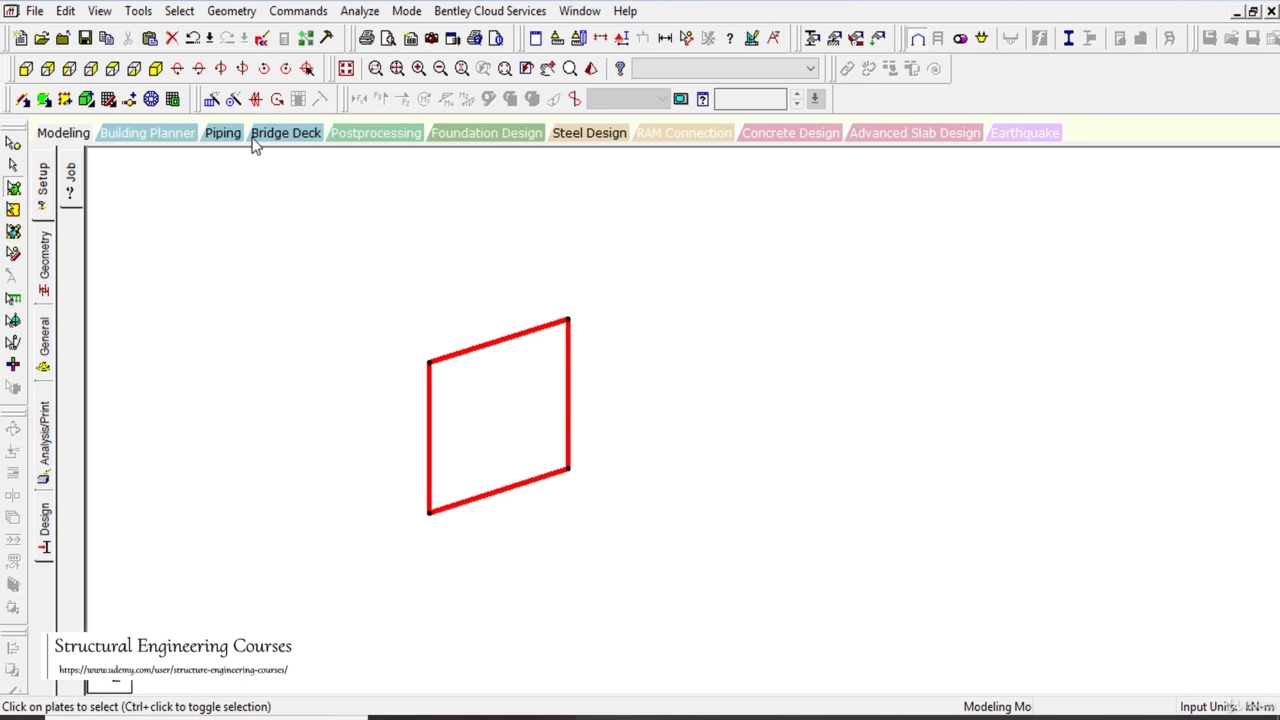 File Edit View Tools Select Geometry Commands Analyze Mode Bentley Cloud Services Window Help
Modeling Building Planner Piping Bridge Deck Postprocessing Foundation Design Steel Design RAM Connection Concrete Design Advanced Slab Design Earthquake
Setup
Job
Geometry
General
Analysis/Print
Design
Structural Engineering Courses
https://www.udemy.com/user/structure-engineering-courses/
Click on plates to select (Ctrl+click to toggle selection) Modeling Mo Input Units: kN-m